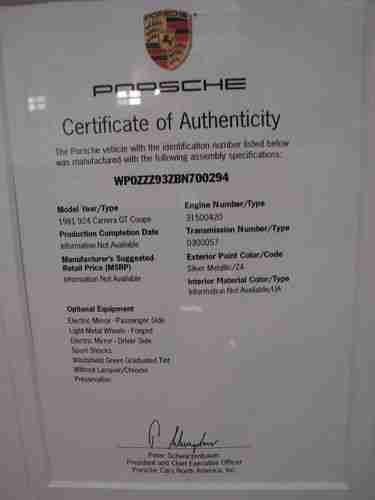 PORSCHE
Certificate of Authenticity
The Porsche vehicle with the identification number listed below
was manufactured with the following assembly specifications:
WP0ZZZ93ZBN700294
Model Year/Type
1981 924 Carrera GT Coupe
Production Completion Date
Information Not Available
Manufacturer's Suggested
Retail Price (MSRP)
Information Not Available
Engine Number/Type
31500420
Transmission Number/Type
0300057
Exterior Paint Color/Code
Silver Metallic/Z4
Interior Material Color/Type
Information Not Available/UA
Optional Equipment
Electric Mirror - Passenger Side
Light Metal Wheels - Forged
Electric Mirror - Driver Side
Sport Shocks
Windshield Green Graduated Tint
Without Lacquer/Chrome
Preservation
Peter Schwarzenbauer
President and Chief Executive Officer
Porsche Cars North America, Inc.